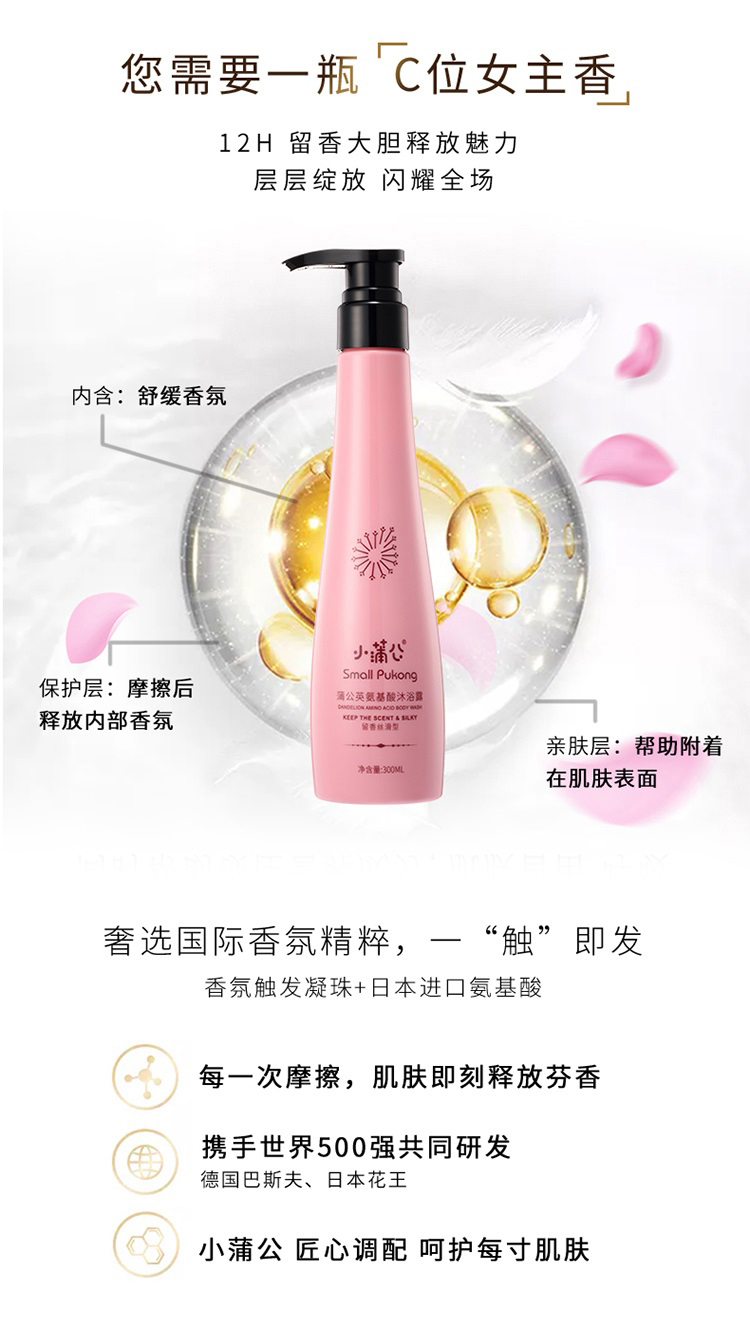 您需要一瓶「C位女主香」
12H 留香大胆释放魅力
层层绽放 闪耀全场
内含：舒缓香氛
保护层：摩擦后
释放内部香氛
小蒲公®
Small Pukong
蒲公英氨基酸沐浴露
DANDELION AMINO ACID BODY WASH
KEEP THE SCENT & SILKY
留香丝滑型
净含量:300ML
亲肤层：帮助附着
在肌肤表面
奢选国际香氛精粹，一“触”即发
香氛触发凝珠+日本进口氨基酸
每一次摩擦，肌肤即刻释放芬香
携手世界500强共同研发
德国巴斯夫、日本花王
小蒲公 匠心调配 呵护每寸肌肤